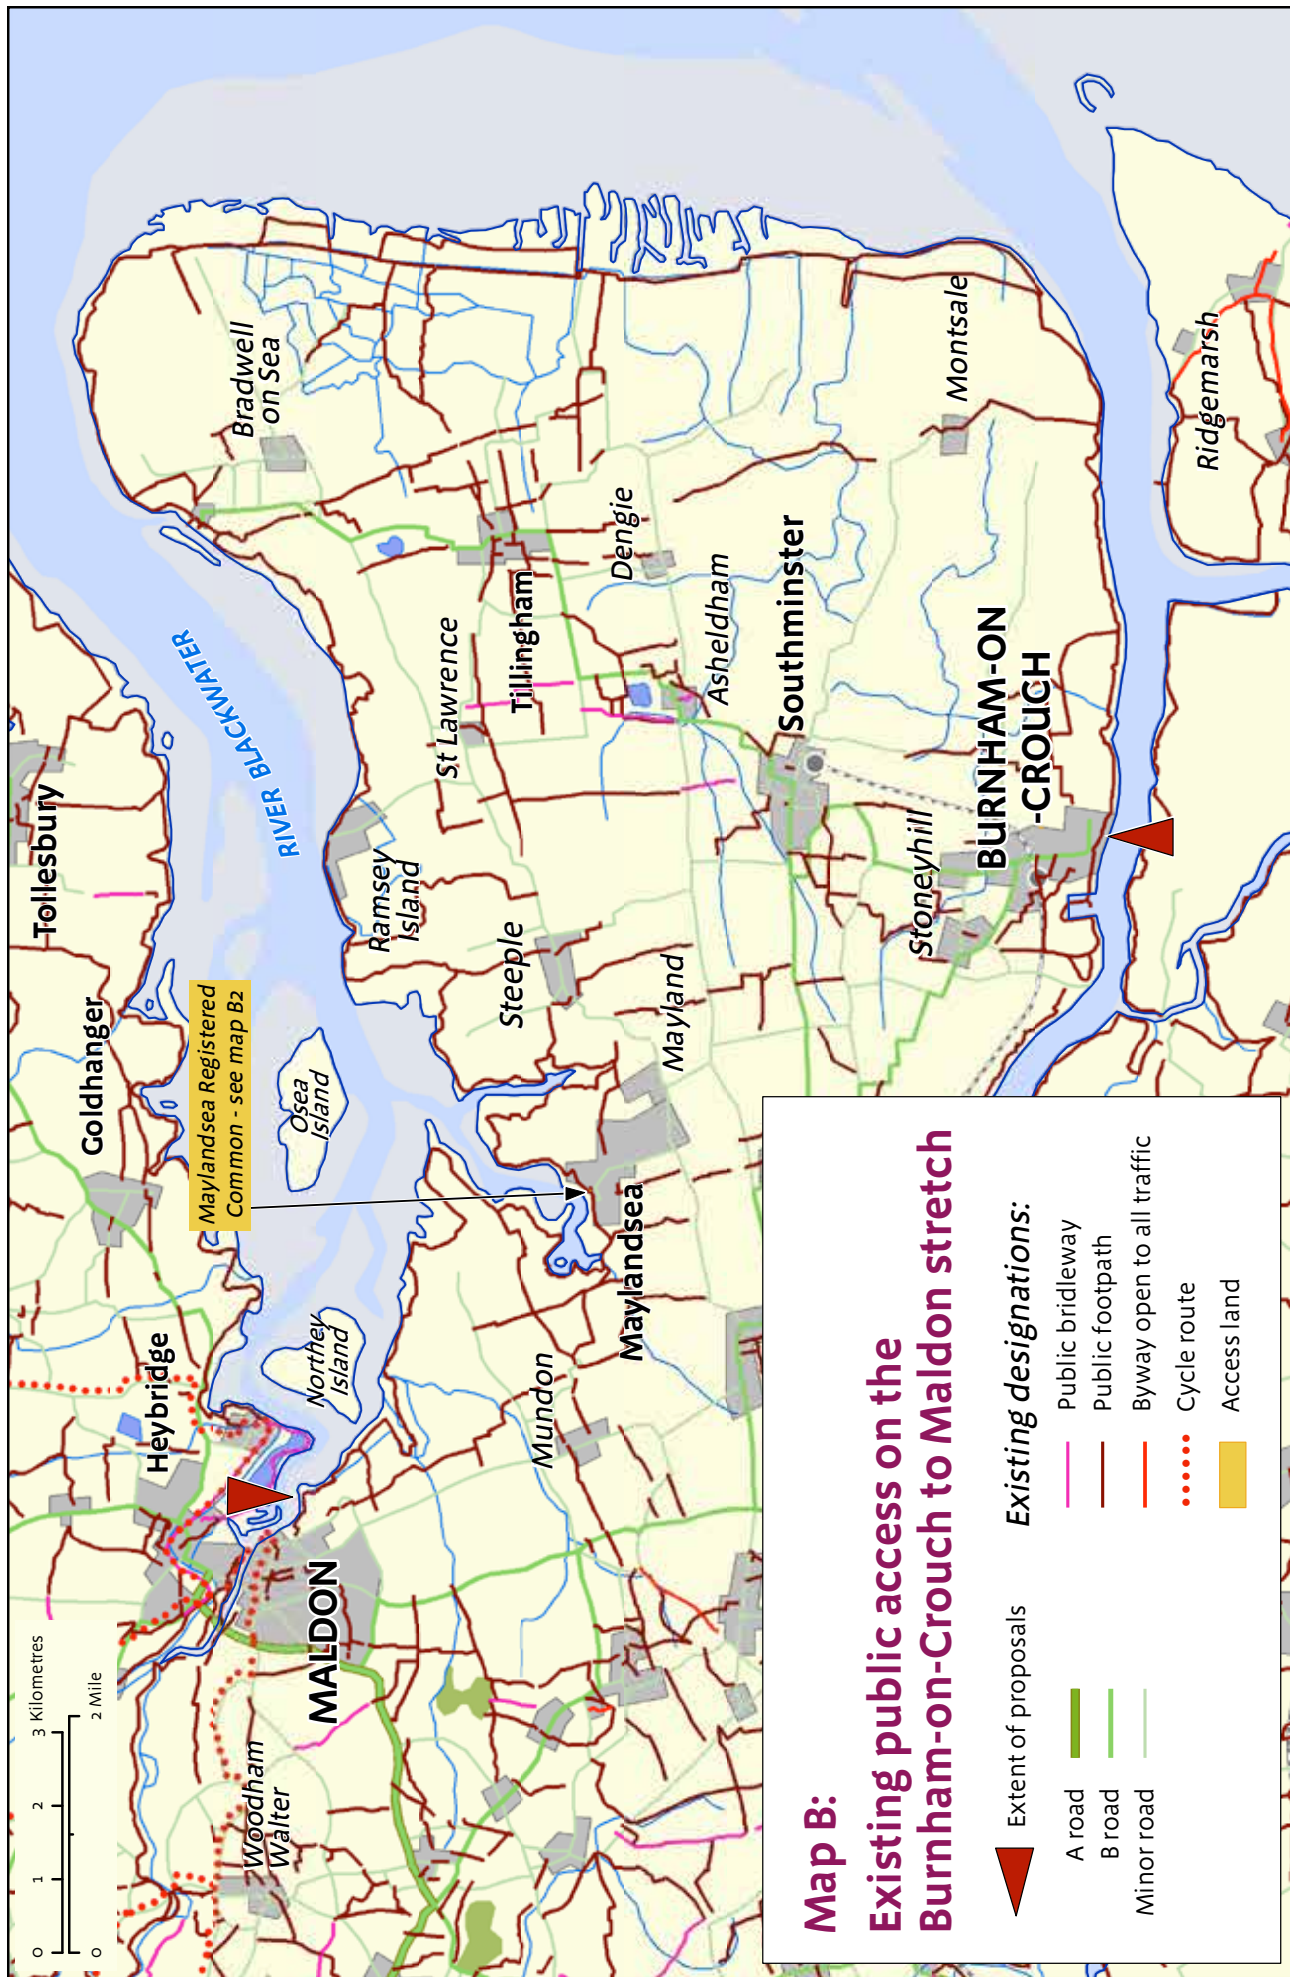 Map B:
Existing public access on the
Burnham-on-Crouch to Maldon stretch
Extent of proposals
A road
B road
Minor road
Existing designations:
Public bridleway
Public footpath
Byway open to all traffic
Cycle route
Access land
0 1 2 3 Kilometres
0 2 Mile
Maylandsea Registered
Common - see map B2
Tollesbury
Goldhanger
Heybridge
RIVER BLACKWATER
Osea
Island
Northey
Island
MALDON
Woodham
Walter
Mundon
Maylandsea
Mayland
Steeple
Ramsey
Island
St Lawrence
Tillingham
Bradwell
on Sea
Dengie
Asheldham
Southminster
Montsale
Stoneyhill
BURNHAM-ON
-CROUCH
Ridgemarsh